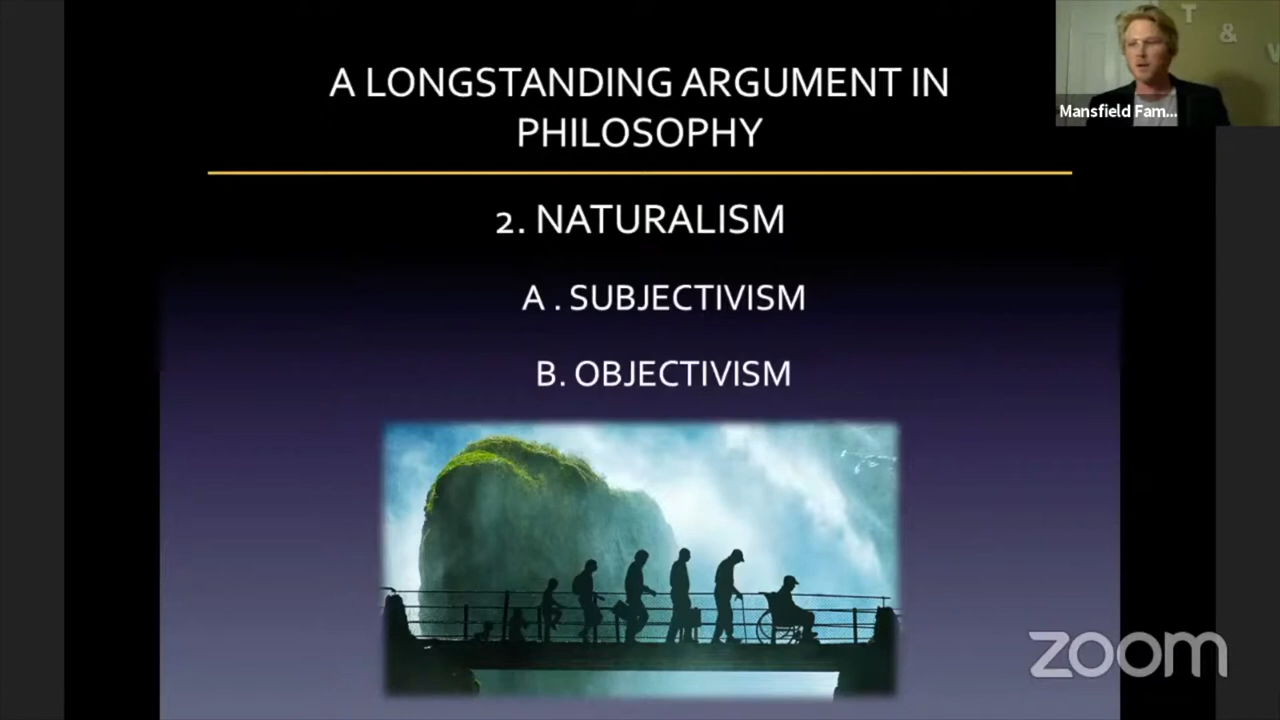 A LONGSTANDING ARGUMENT IN
PHILOSOPHY
2. NATURALISM
A . SUBJECTIVISM
B. OBJECTIVISM
T
&
Mansfield Fam...
zoom